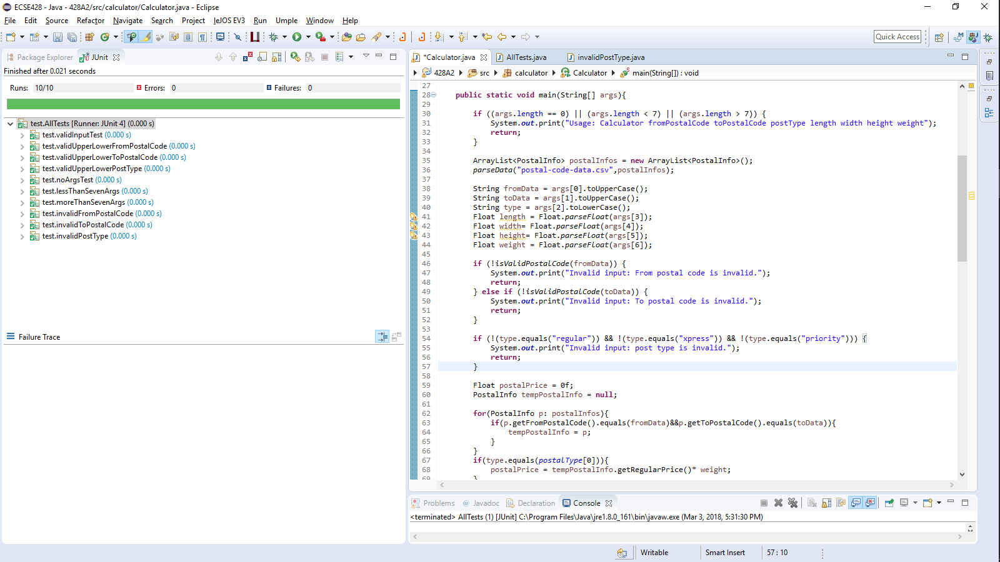 ECSE428 - Java - 428A2/src/calculator/Calculator.java - Eclipse
File Edit Source Refactor Navigate Search Project leJOS EV3 Run Umple Window Help
Quick Access
Package Explorer JUnit
Finished after 0.021 seconds
Runs: 10/10 Errors: 0 Failures: 0
test.AllTests [Runner: JUnit 4] (0.000 s)
test.validInputTest (0.000 s)
test.validUpperLowerFromPostalCode (0.000 s)
test.validUpperLowerToPostalCode (0.000 s)
test.validUpperLowerPostType (0.000 s)
test.noArgsTest (0.000 s)
test.lessThanSevenArgs (0.000 s)
test.moreThanSevenArgs (0.000 s)
test.invalidFromPostalCode (0.000 s)
test.invalidToPostalCode (0.000 s)
test.invalidPostType (0.000 s)
Failure Trace
*Calculator.java AllTests.java invalidPostType.java
428A2 src calculator Calculator main(String[]) : void
27
28 public static void main(String[] args){
29
30 if ((args.length == 0) || (args.length < 7) || (args.length > 7)) {
31 System.out.print("Usage: Calculator fromPostalCode toPostalCode postType length width height weight");
32 return;
33 }
34
35 ArrayList<PostalInfo> postalInfos = new ArrayList<PostalInfo>();
36 parseData("postal-code-data.csv",postalInfos);
37
38 String fromData = args[0].toUpperCase();
39 String toData = args[1].toUpperCase();
40 String type = args[2].toLowerCase();
41 Float length = Float.parseFloat(args[3]);
42 Float width= Float.parseFloat(args[4]);
43 Float height= Float.parseFloat(args[5]);
44 Float weight = Float.parseFloat(args[6]);
45
46 if (!isValidPostalCode(fromData)) {
47 System.out.print("Invalid input: From postal code is invalid.");
48 return;
49 } else if (!isValidPostalCode(toData)) {
50 System.out.print("Invalid input: To postal code is invalid.");
51 return;
52 }
53
54 if (!(type.equals("regular")) && !(type.equals("xpress")) && !(type.equals("priority"))) {
55 System.out.print("Invalid input: post type is invalid.");
56 return;
57 }
58
59 Float postalPrice = 0f;
60 PostalInfo tempPostalInfo = null;
61
62 for(PostalInfo p: postalInfos){
63 if(p.getFromPostalCode().equals(fromData)&&p.getToPostalCode().equals(toData)){
64 tempPostalInfo = p;
65 }
66 }
67 if(type.equals(postalType[0])){
68 postalPrice = tempPostalInfo.getRegularPrice()* weight;
69 }
Problems @ Javadoc Declaration Console
<terminated> AllTests (1) [JUnit] C:\Program Files\Java\jre1.8.0_161\bin\javaw.exe (Mar 3, 2018, 5:31:30 PM)
Writable Smart Insert 57 : 10